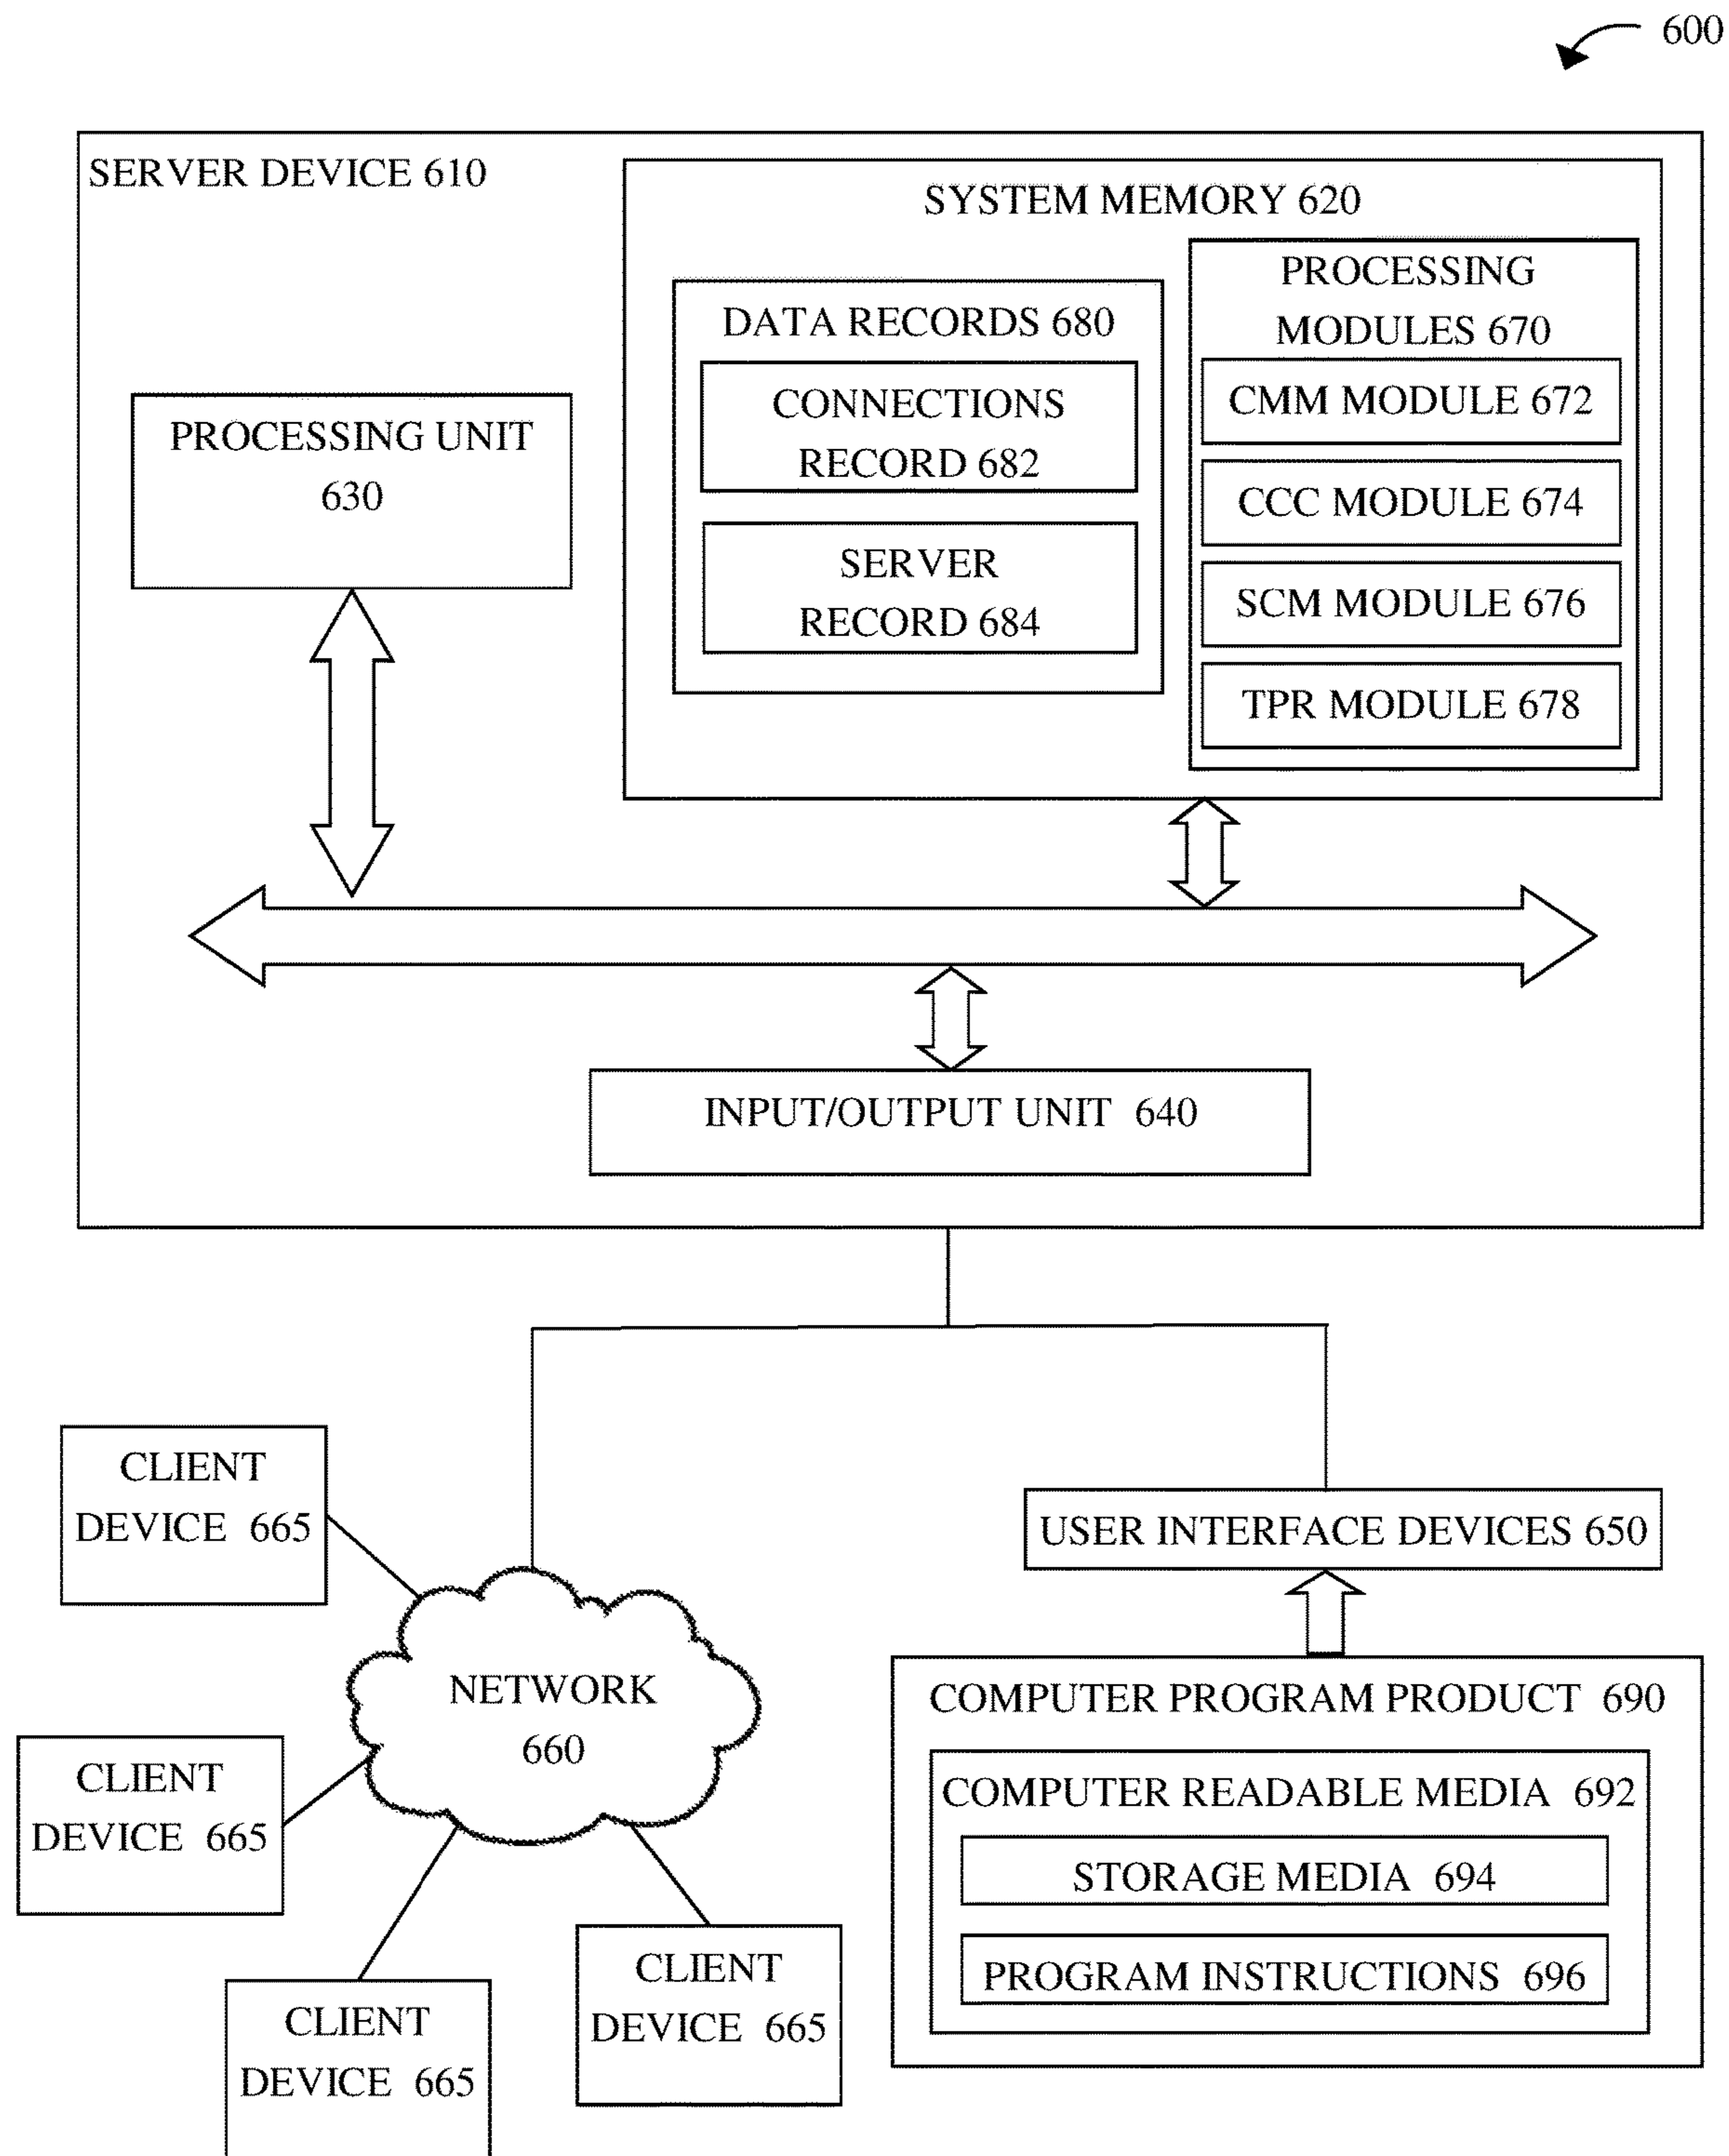 600
SERVER DEVICE 610
SYSTEM MEMORY 620
DATA RECORDS 680
CONNECTIONS
RECORD 682
SERVER
RECORD 684
PROCESSING
MODULES 670
CMM MODULE 672
CCC MODULE 674
SCM MODULE 676
TPR MODULE 678
PROCESSING UNIT
630
INPUT/OUTPUT UNIT 640
CLIENT
DEVICE 665
CLIENT
DEVICE 665
CLIENT
DEVICE 665
CLIENT
DEVICE 665
NETWORK
660
USER INTERFACE DEVICES 650
COMPUTER PROGRAM PRODUCT 690
COMPUTER READABLE MEDIA 692
STORAGE MEDIA 694
PROGRAM INSTRUCTIONS 696